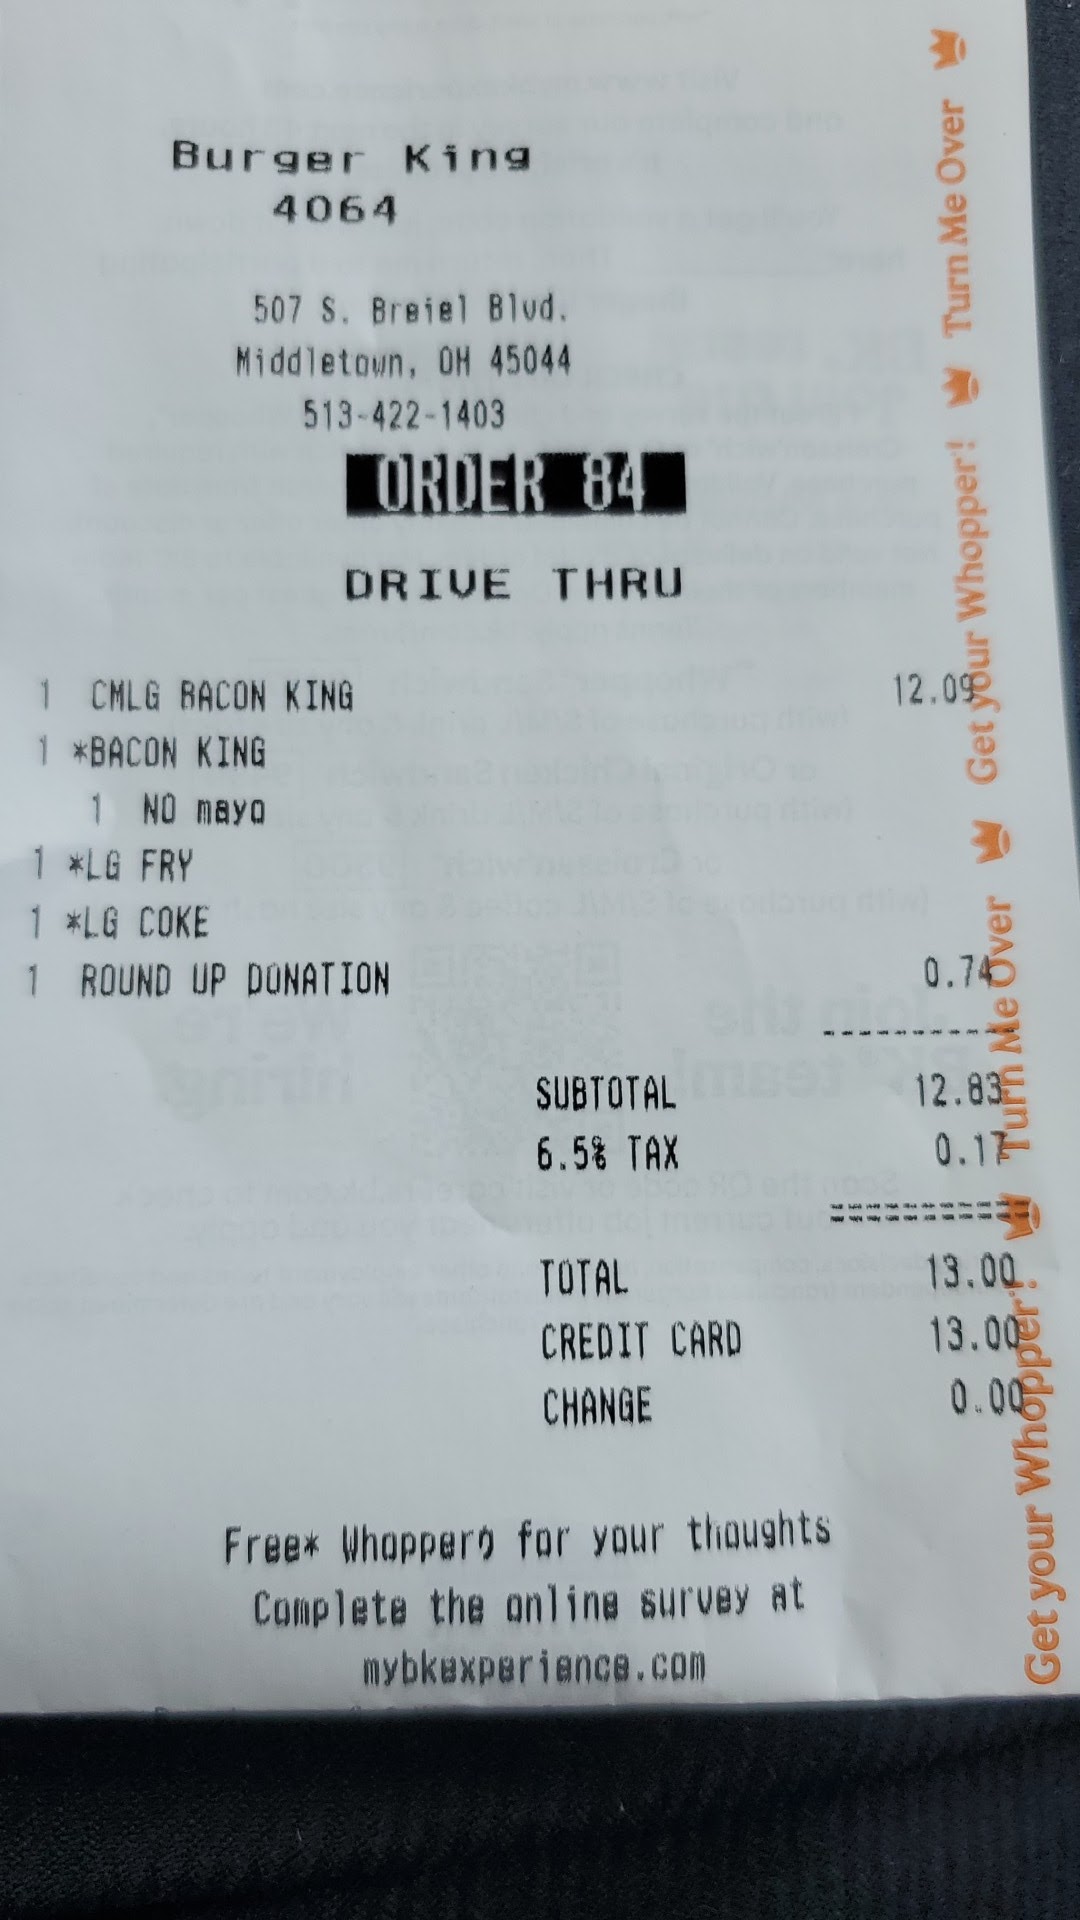 Burger King
4064
507 S. Breiel Blvd.
Middletown, OH 45044
513-422-1403
ORDER 84
DRIVE THRU
1 CMLG BACON KING 12.09
1 *BACON KING
1 NO mayo
1 *LG FRY
1 *LG COKE
1 ROUND UP DONATION 0.74
----------
SUBTOTAL 12.83
6.5% TAX 0.17
==========
TOTAL 13.00
CREDIT CARD 13.00
CHANGE 0.00
Free* Whopper® for your thoughts
Complete the online survey at
mybkexperience.com
Get your Whopper! Turn Me Over Get your Whopper! Turn Me Over